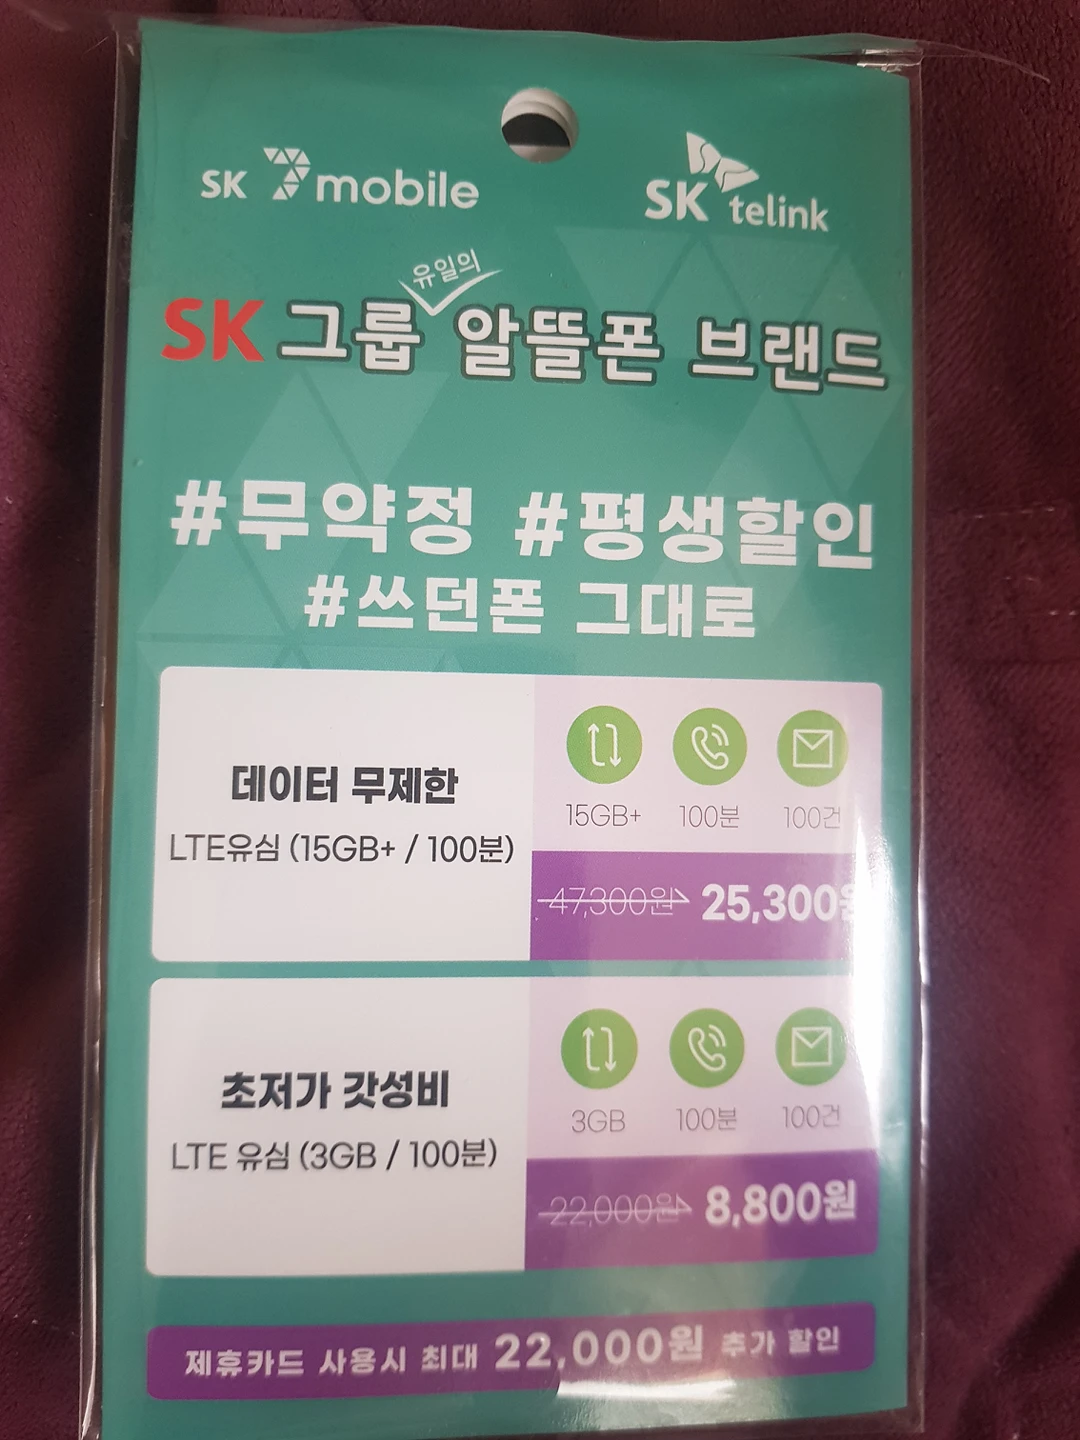 SK 7mobile
SK telink
유일의
SK그룹 알뜰폰 브랜드
#무약정 #평생할인
#쓰던폰 그대로
데이터 무제한
LTE유심 (15GB+ / 100분)
15GB+ 100분 100건
47,300원 25,300원
초저가 갓성비
LTE 유심 (3GB / 100분)
3GB 100분 100건
22,000원 8,800원
제휴카드 사용시 최대 22,000원 추가 할인